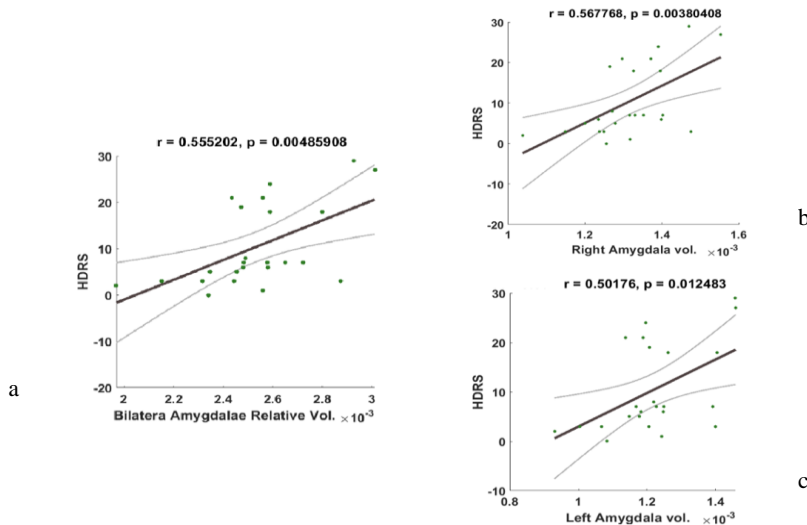 a
r = 0.555202, p = 0.00485908
HDRS
30
20
10
0
-10
-20
2
2.2
2.4
2.6
2.8
3
Bilatera Amygdalae Relative Vol. ×10⁻³
b
r = 0.567768, p = 0.00380408
HDRS
30
20
10
0
-10
-20
1
1.2
1.4
1.6
Right Amygdala vol. ×10⁻³
c
r = 0.50176, p = 0.012483
HDRS
30
20
10
0
-10
0.8
1
1.2
1.4
Left Amygdala vol. ×10⁻³